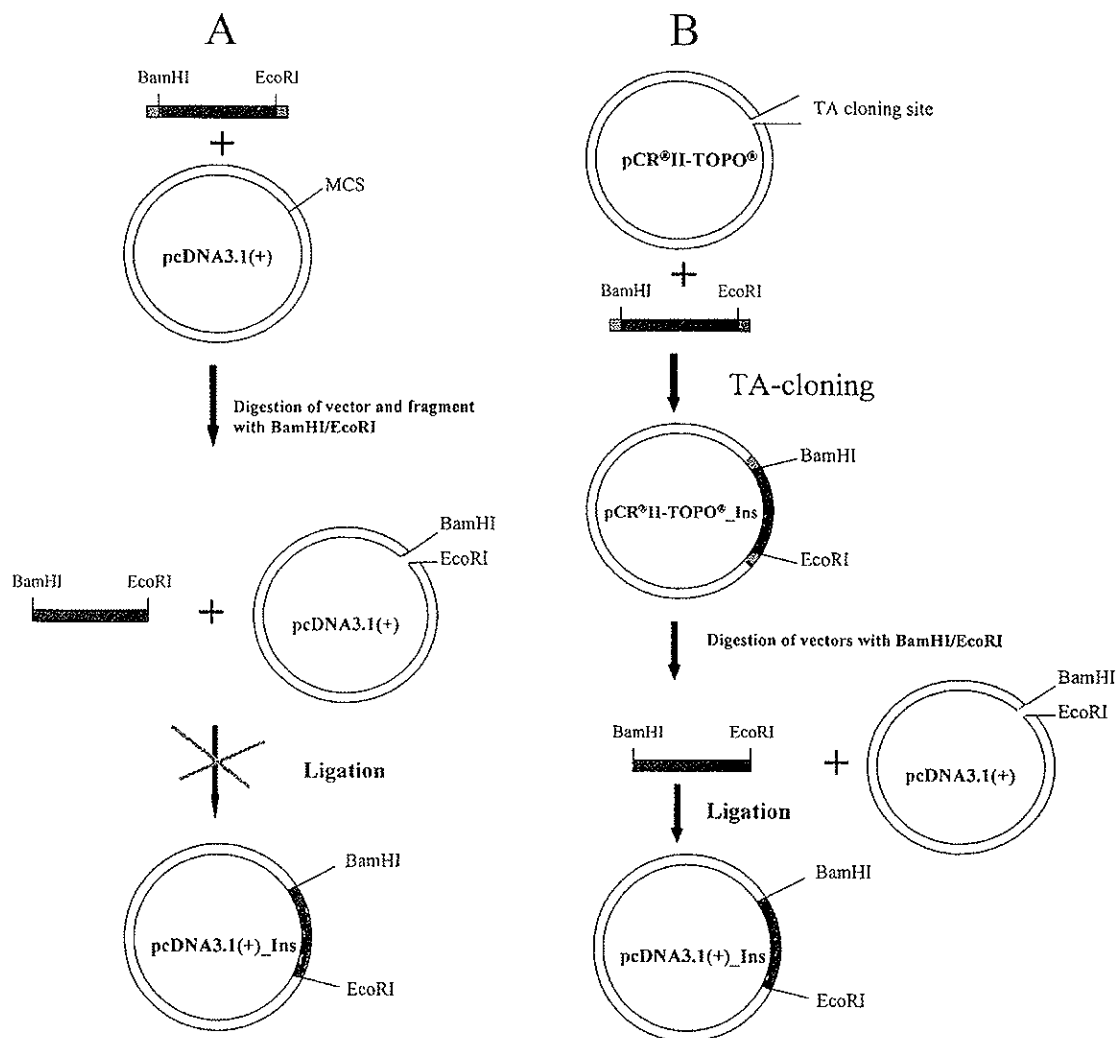 A
BamHI EcoRI
+
MCS
pcDNA3.1(+)
Digestion of vector and fragment
with BamHI/EcoRI
BamHI EcoRI
+
BamHI
EcoRI
pcDNA3.1(+)
Ligation
BamHI
pcDNA3.1(+)_Ins
EcoRI
B
TA cloning site
pCR®II-TOPO®
+
BamHI EcoRI
TA-cloning
BamHI
pCR®II-TOPO®_Ins
EcoRI
Digestion of vectors with BamHI/EcoRI
BamHI EcoRI
+
BamHI
EcoRI
pcDNA3.1(+)
Ligation
BamHI
pcDNA3.1(+)_Ins
EcoRI